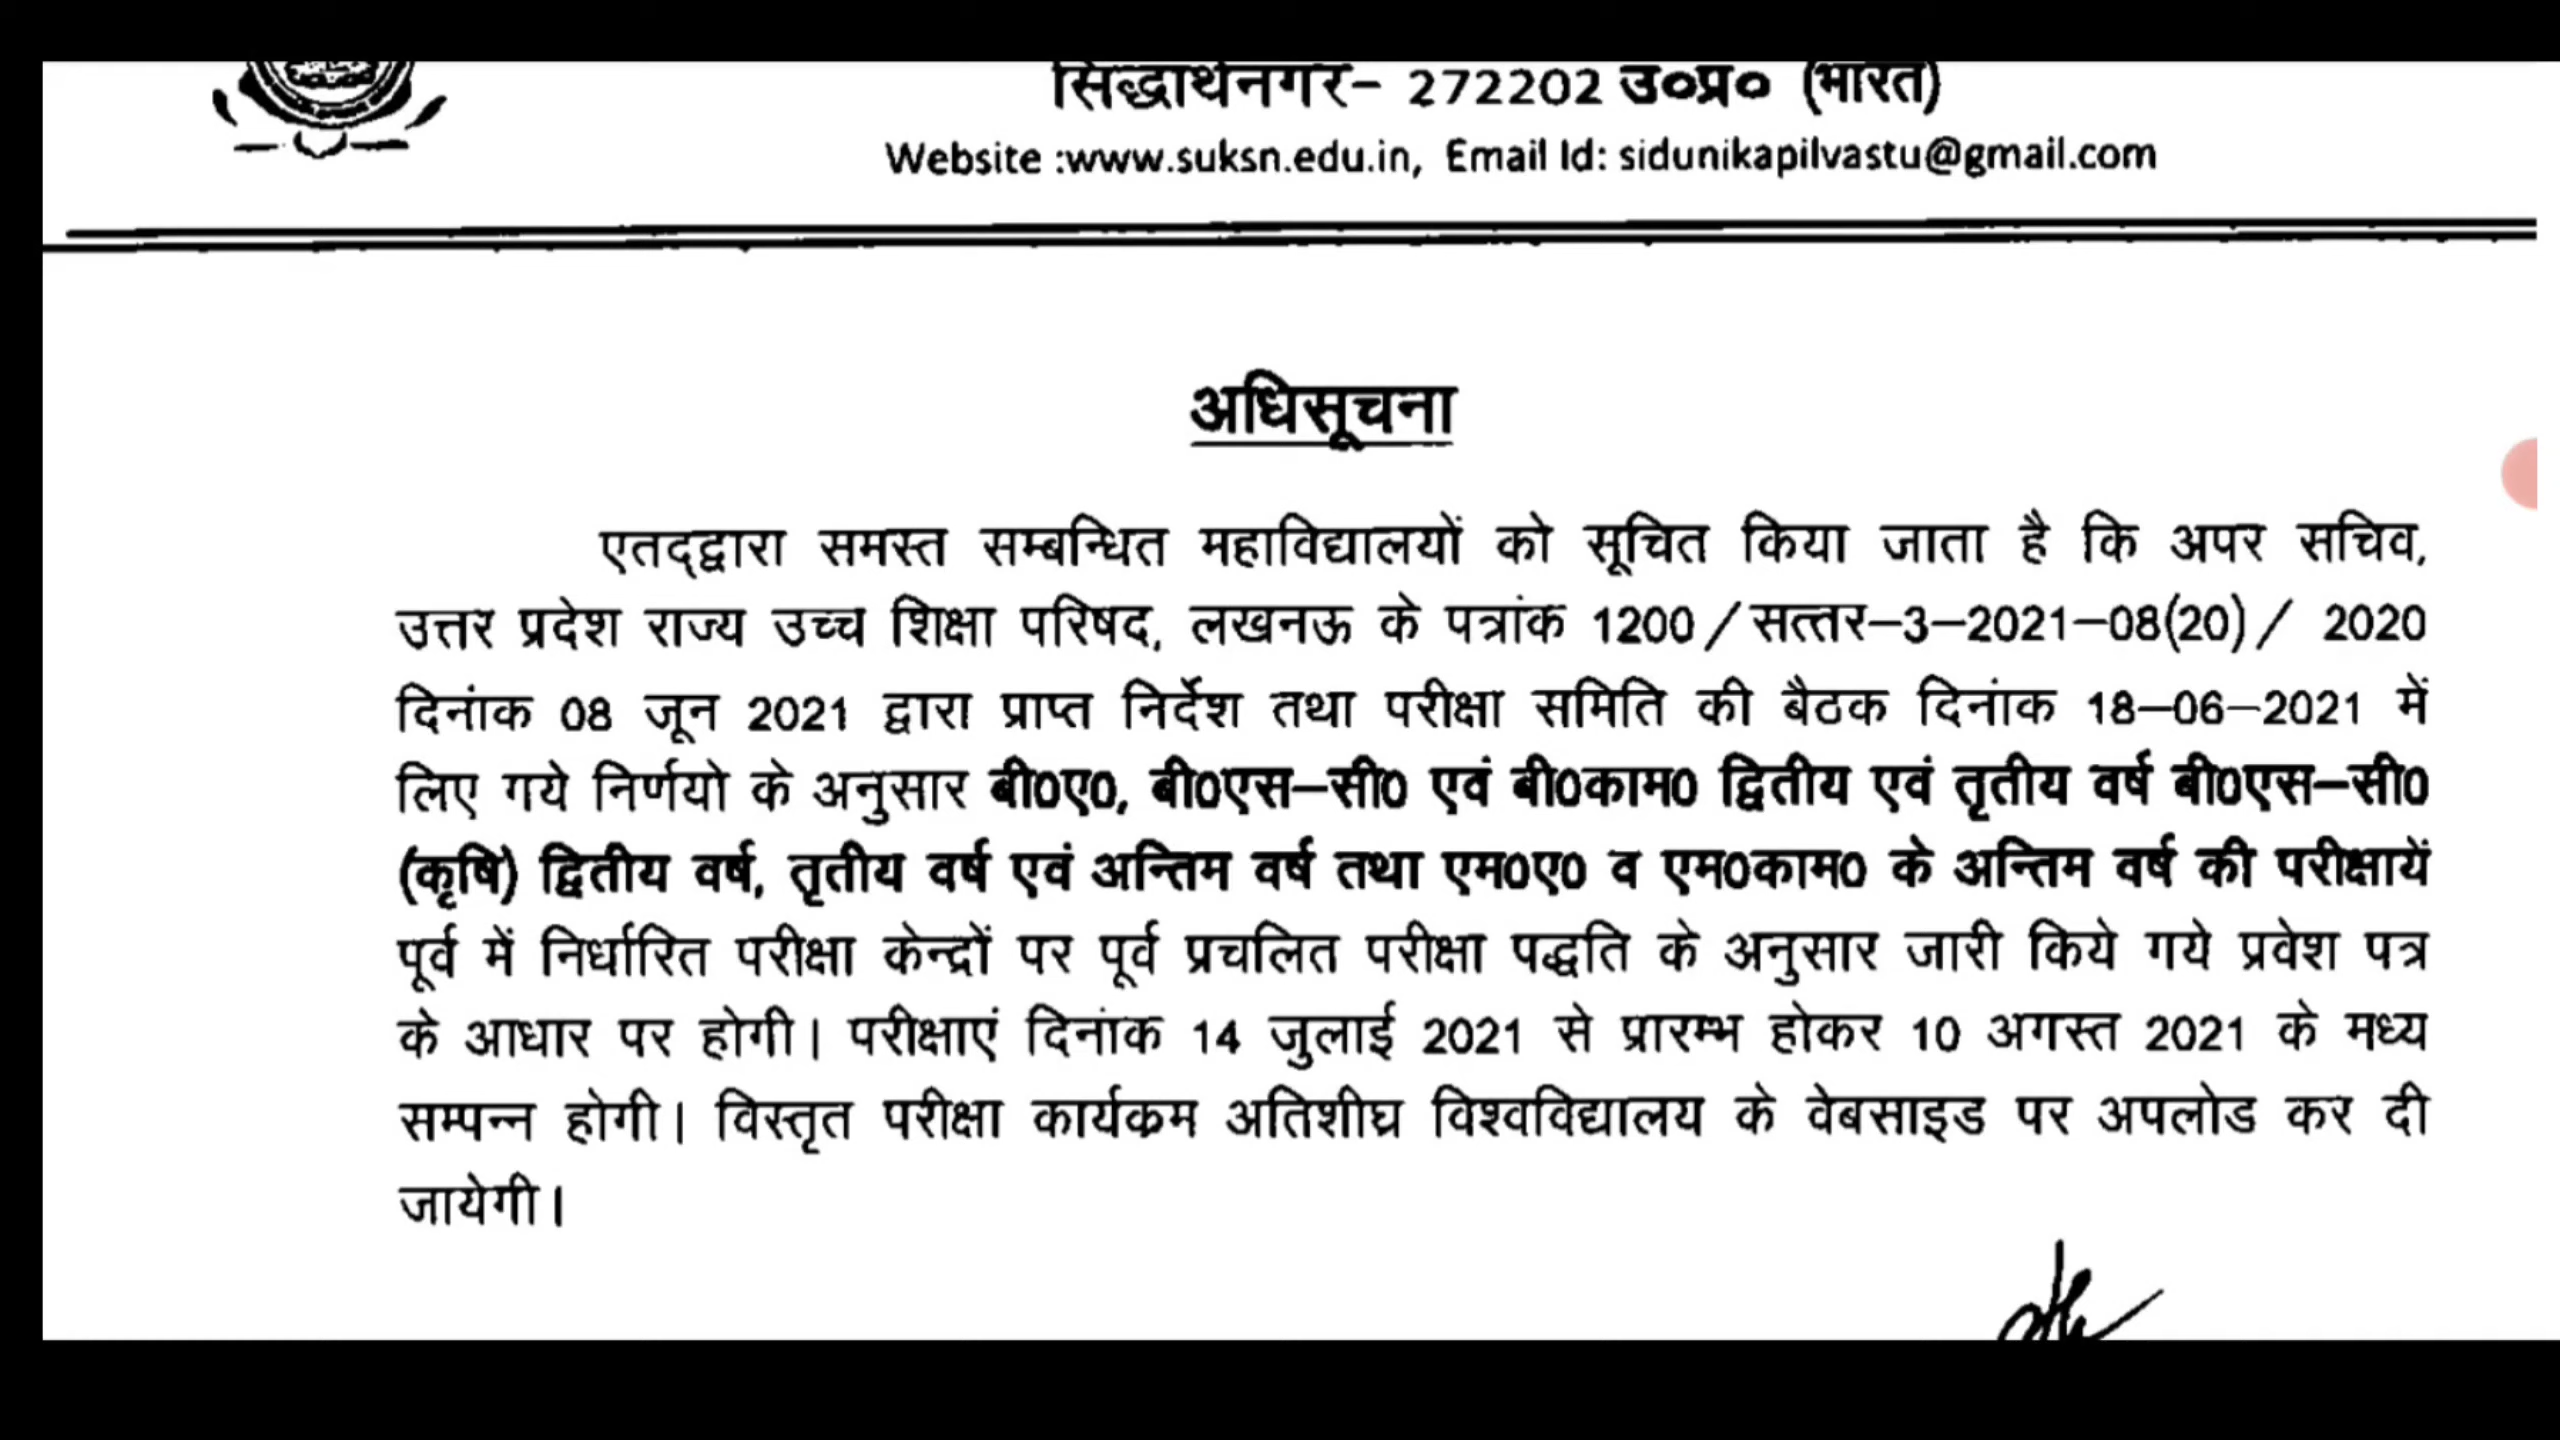 सिद्धार्थनगर– 272202 उ०प्र० (भारत)
Website :www.suksn.edu.in, Email Id: sidunikapilvastu@gmail.com
अधिसूचना
एतद्द्वारा समस्त सम्बन्धित महाविद्यालयों को सूचित किया जाता है कि अपर सचिव,
उत्तर प्रदेश राज्य उच्च शिक्षा परिषद, लखनऊ के पत्रांक 1200/सत्तर–3–2021–08(20)/ 2020
दिनांक 08 जून 2021 द्वारा प्राप्त निर्देश तथा परीक्षा समिति की बैठक दिनांक 18–06–2021 में
लिए गये निर्णयो के अनुसार बी0ए0, बी0एस–सी0 एवं बी0काम0 द्वितीय एवं तृतीय वर्ष बी0एस–सी0
(कृषि) द्वितीय वर्ष, तृतीय वर्ष एवं अन्तिम वर्ष तथा एम0ए0 व एम0काम0 के अन्तिम वर्ष की परीक्षायें
पूर्व में निर्धारित परीक्षा केन्द्रों पर पूर्व प्रचलित परीक्षा पद्धति के अनुसार जारी किये गये प्रवेश पत्र
के आधार पर होगी। परीक्षाएं दिनांक 14 जुलाई 2021 से प्रारम्भ होकर 10 अगस्त 2021 के मध्य
सम्पन्न होगी। विस्तृत परीक्षा कार्यक्रम अतिशीघ्र विश्वविद्यालय के वेबसाइड पर अपलोड कर दी
जायेगी।